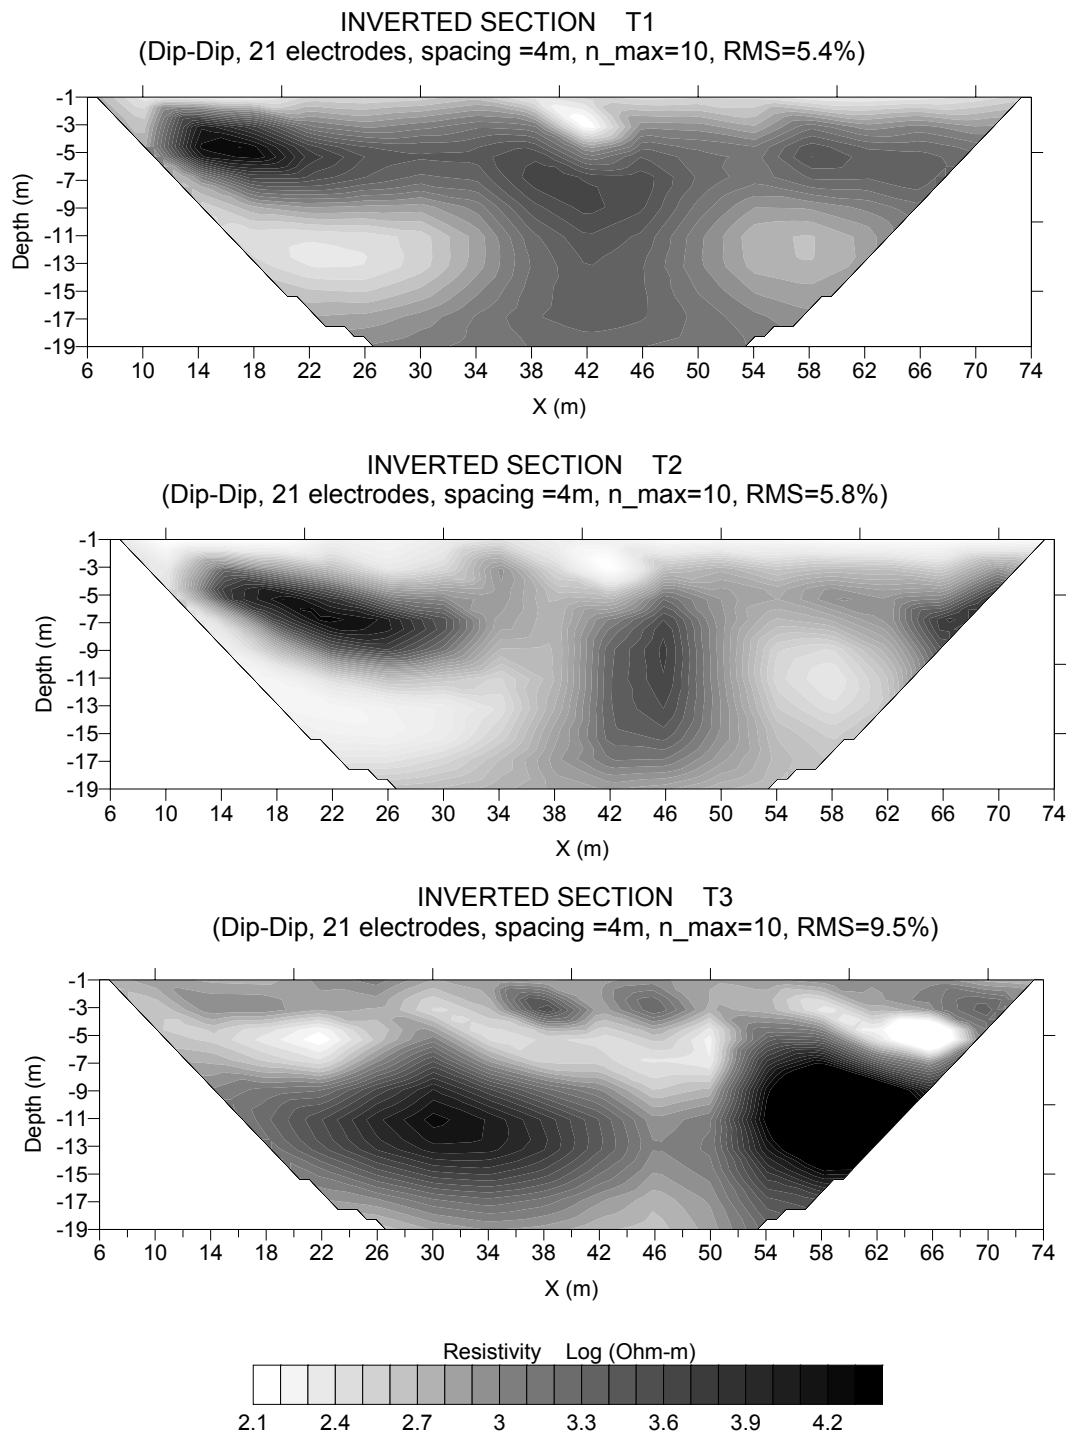 INVERTED SECTION T1
(Dip-Dip, 21 electrodes, spacing =4m, n_max=10, RMS=5.4%)
-1
-3
-5
-7
-9
-11
-13
-15
-17
-19
Depth (m)
6 10 14 18 22 26 30 34 38 42 46 50 54 58 62 66 70 74
X (m)
INVERTED SECTION T2
(Dip-Dip, 21 electrodes, spacing =4m, n_max=10, RMS=5.8%)
-1
-3
-5
-7
-9
-11
-13
-15
-17
-19
Depth (m)
6 10 14 18 22 26 30 34 38 42 46 50 54 58 62 66 70 74
X (m)
INVERTED SECTION T3
(Dip-Dip, 21 electrodes, spacing =4m, n_max=10, RMS=9.5%)
-1
-3
-5
-7
-9
-11
-13
-15
-17
-19
Depth (m)
6 10 14 18 22 26 30 34 38 42 46 50 54 58 62 66 70 74
X (m)
Resistivity Log (Ohm-m)
2.1 2.4 2.7 3 3.3 3.6 3.9 4.2